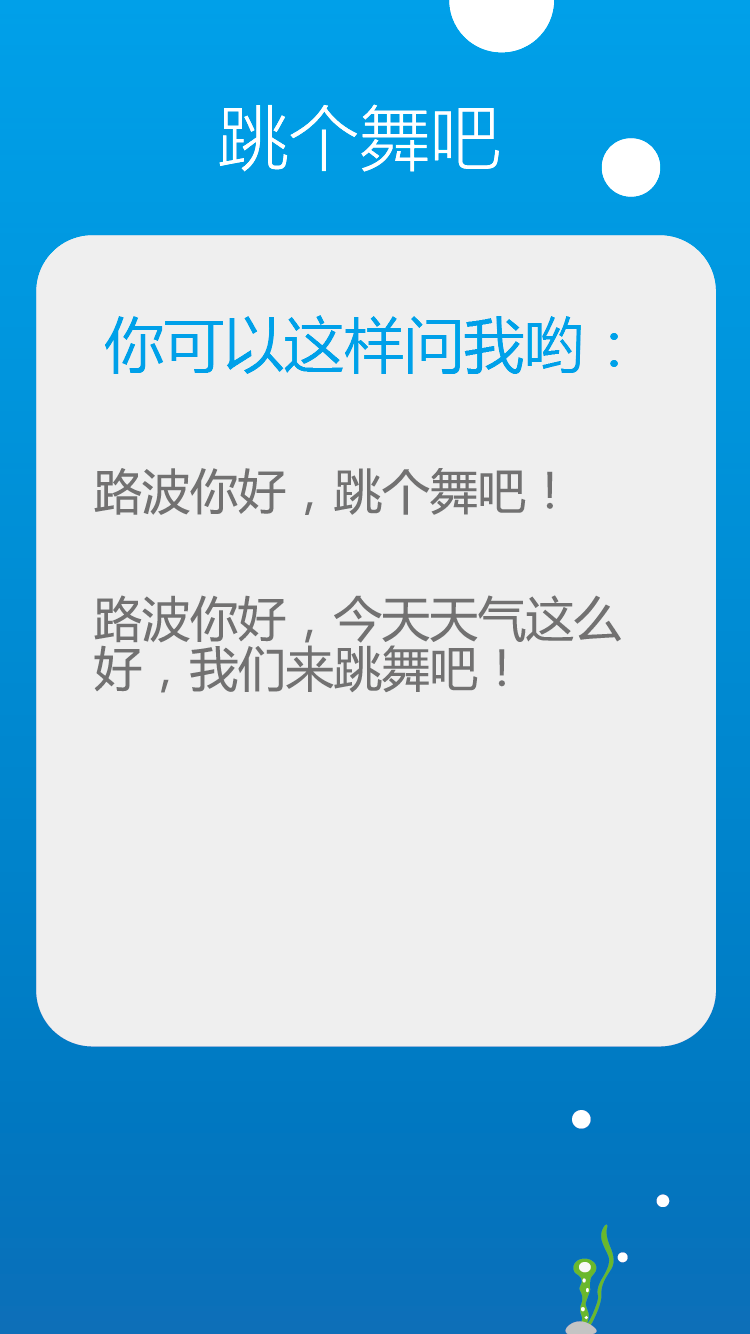 跳个舞吧
你可以这样问我哟：
路波你好，跳个舞吧！
路波你好，今天天气这么
好，我们来跳舞吧！